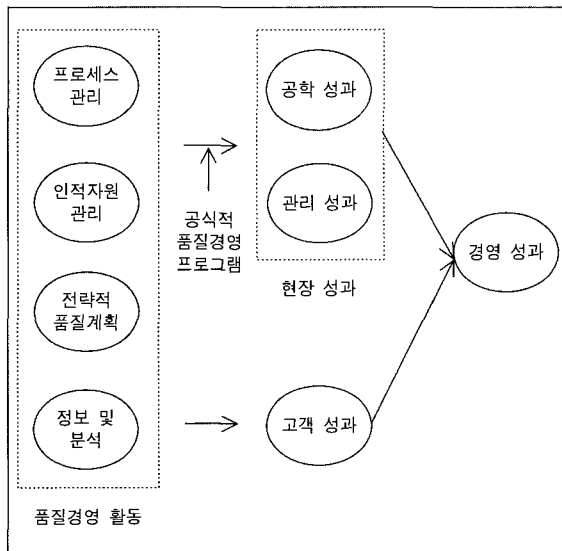 프로세스
관리
인적자원
관리
전략적
품질계획
정보 및
분석
품질경영 활동
공식적
품질경영
프로그램
공학 성과
관리 성과
현장 성과
고객 성과
경영 성과